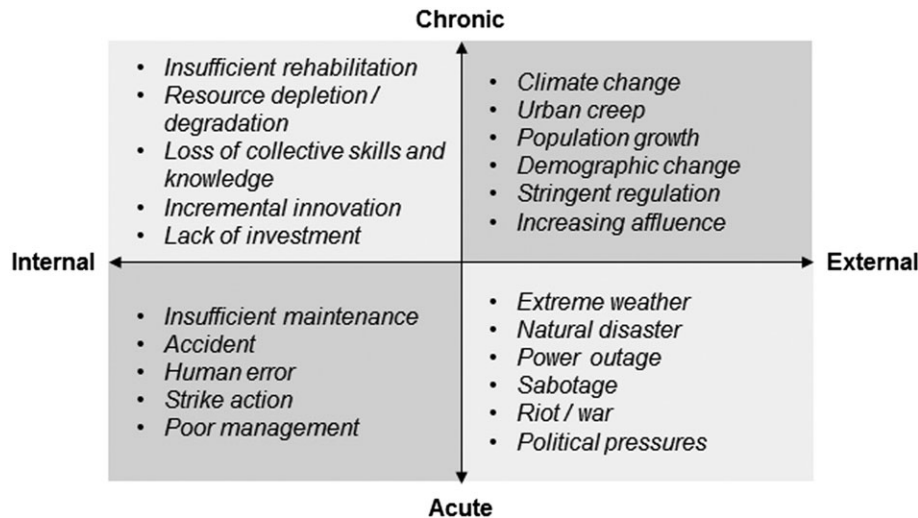 Chronic
• Insufficient rehabilitation
• Resource depletion /
degradation
• Loss of collective skills and
knowledge
• Incremental innovation
• Lack of investment
• Climate change
• Urban creep
• Population growth
• Demographic change
• Stringent regulation
• Increasing affluence
Internal
External
• Insufficient maintenance
• Accident
• Human error
• Strike action
• Poor management
• Extreme weather
• Natural disaster
• Power outage
• Sabotage
• Riot / war
• Political pressures
Acute